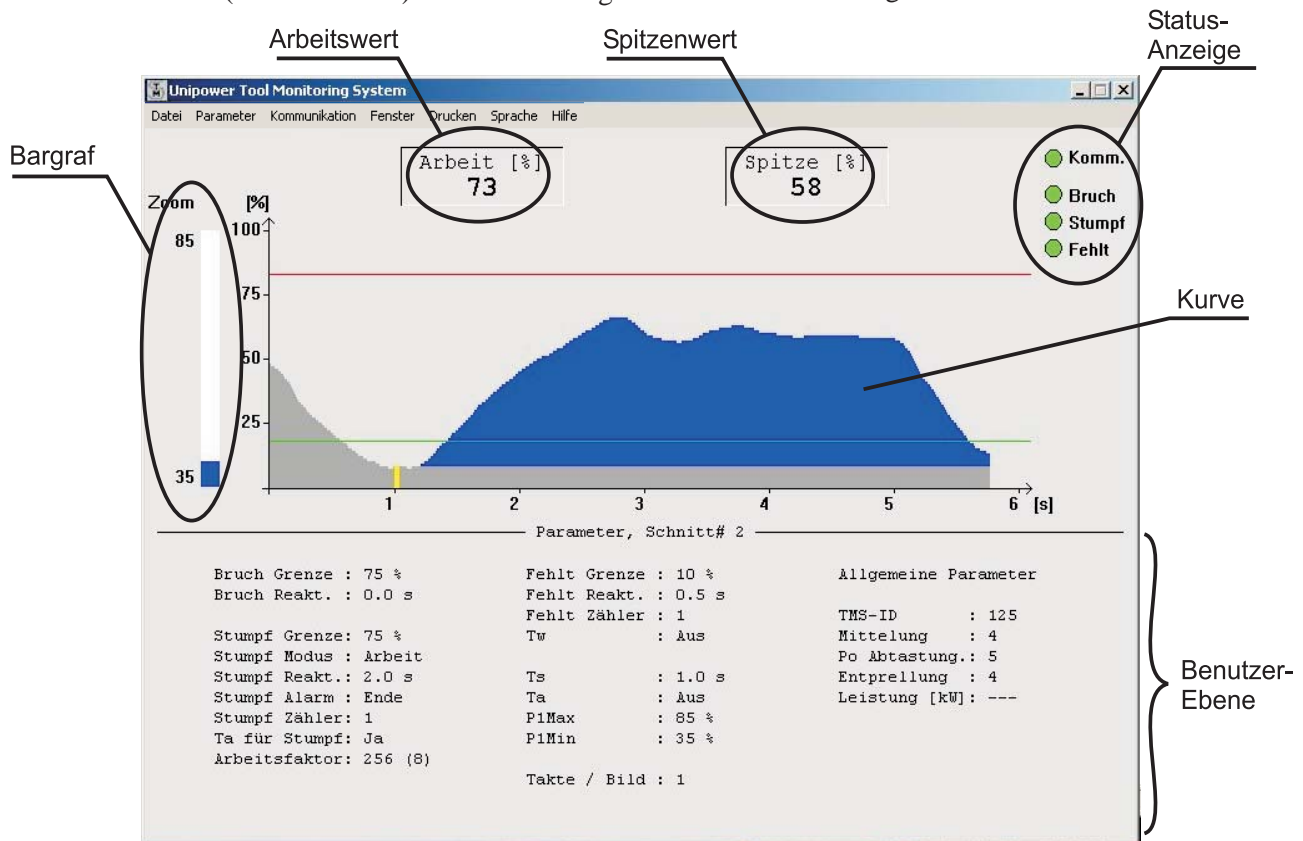 Status-
Anzeige
Arbeitswert
Spitzenwert
Unipower Tool Monitoring System
Datei Parameter Kommunikation Fenster Drucken Sprache Hilfe
Bargraf
Arbeit [%]
73
Spitze [%]
58
Komm.
Bruch
Stumpf
Fehlt
Zoom
[%]
85
35
100
75
50
25
Kurve
1 2 3 4 5 6 [s]
Parameter, Schnitt# 2
Bruch Grenze : 75 %
Bruch Reakt. : 0.0 s
Stumpf Grenze: 75 %
Stumpf Modus : Arbeit
Stumpf Reakt.: 2.0 s
Stumpf Alarm : Ende
Stumpf Zähler: 1
Ta für Stumpf: Ja
Arbeitsfaktor: 256 (8)
Fehlt Grenze : 10 %
Fehlt Reakt. : 0.5 s
Fehlt Zähler : 1
Tw : Aus
Ts : 1.0 s
Ta : Aus
P1Max : 85 %
P1Min : 35 %
Takte / Bild : 1
Allgemeine Parameter
TMS-ID : 125
Mittelung : 4
Po Abtastung.: 5
Entprellung : 4
Leistung [kW]: ---
Benutzer-
Ebene